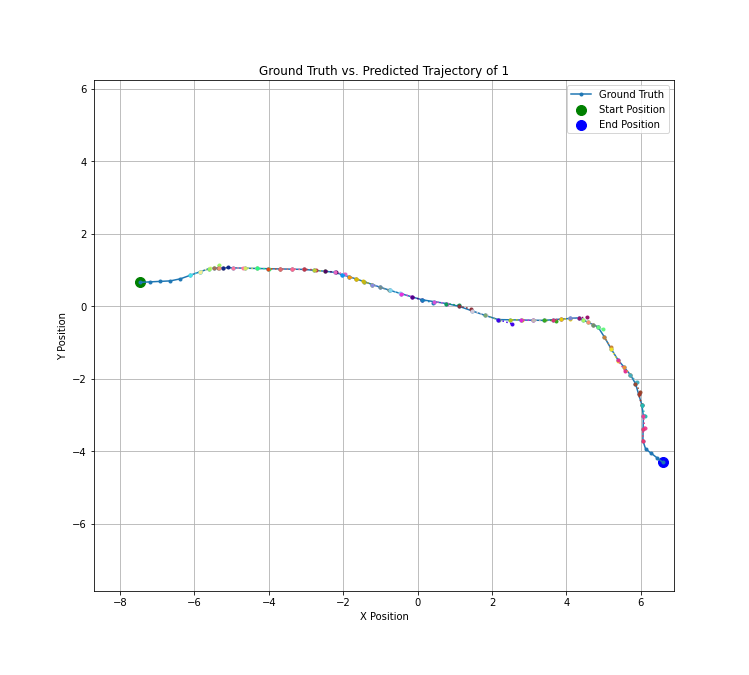 Ground Truth vs. Predicted Trajectory of 1
Ground Truth
Start Position
End Position
6
4
2
0
−2
−4
−6
Y Position
−8 −6 −4 −2 0 2 4 6
X Position